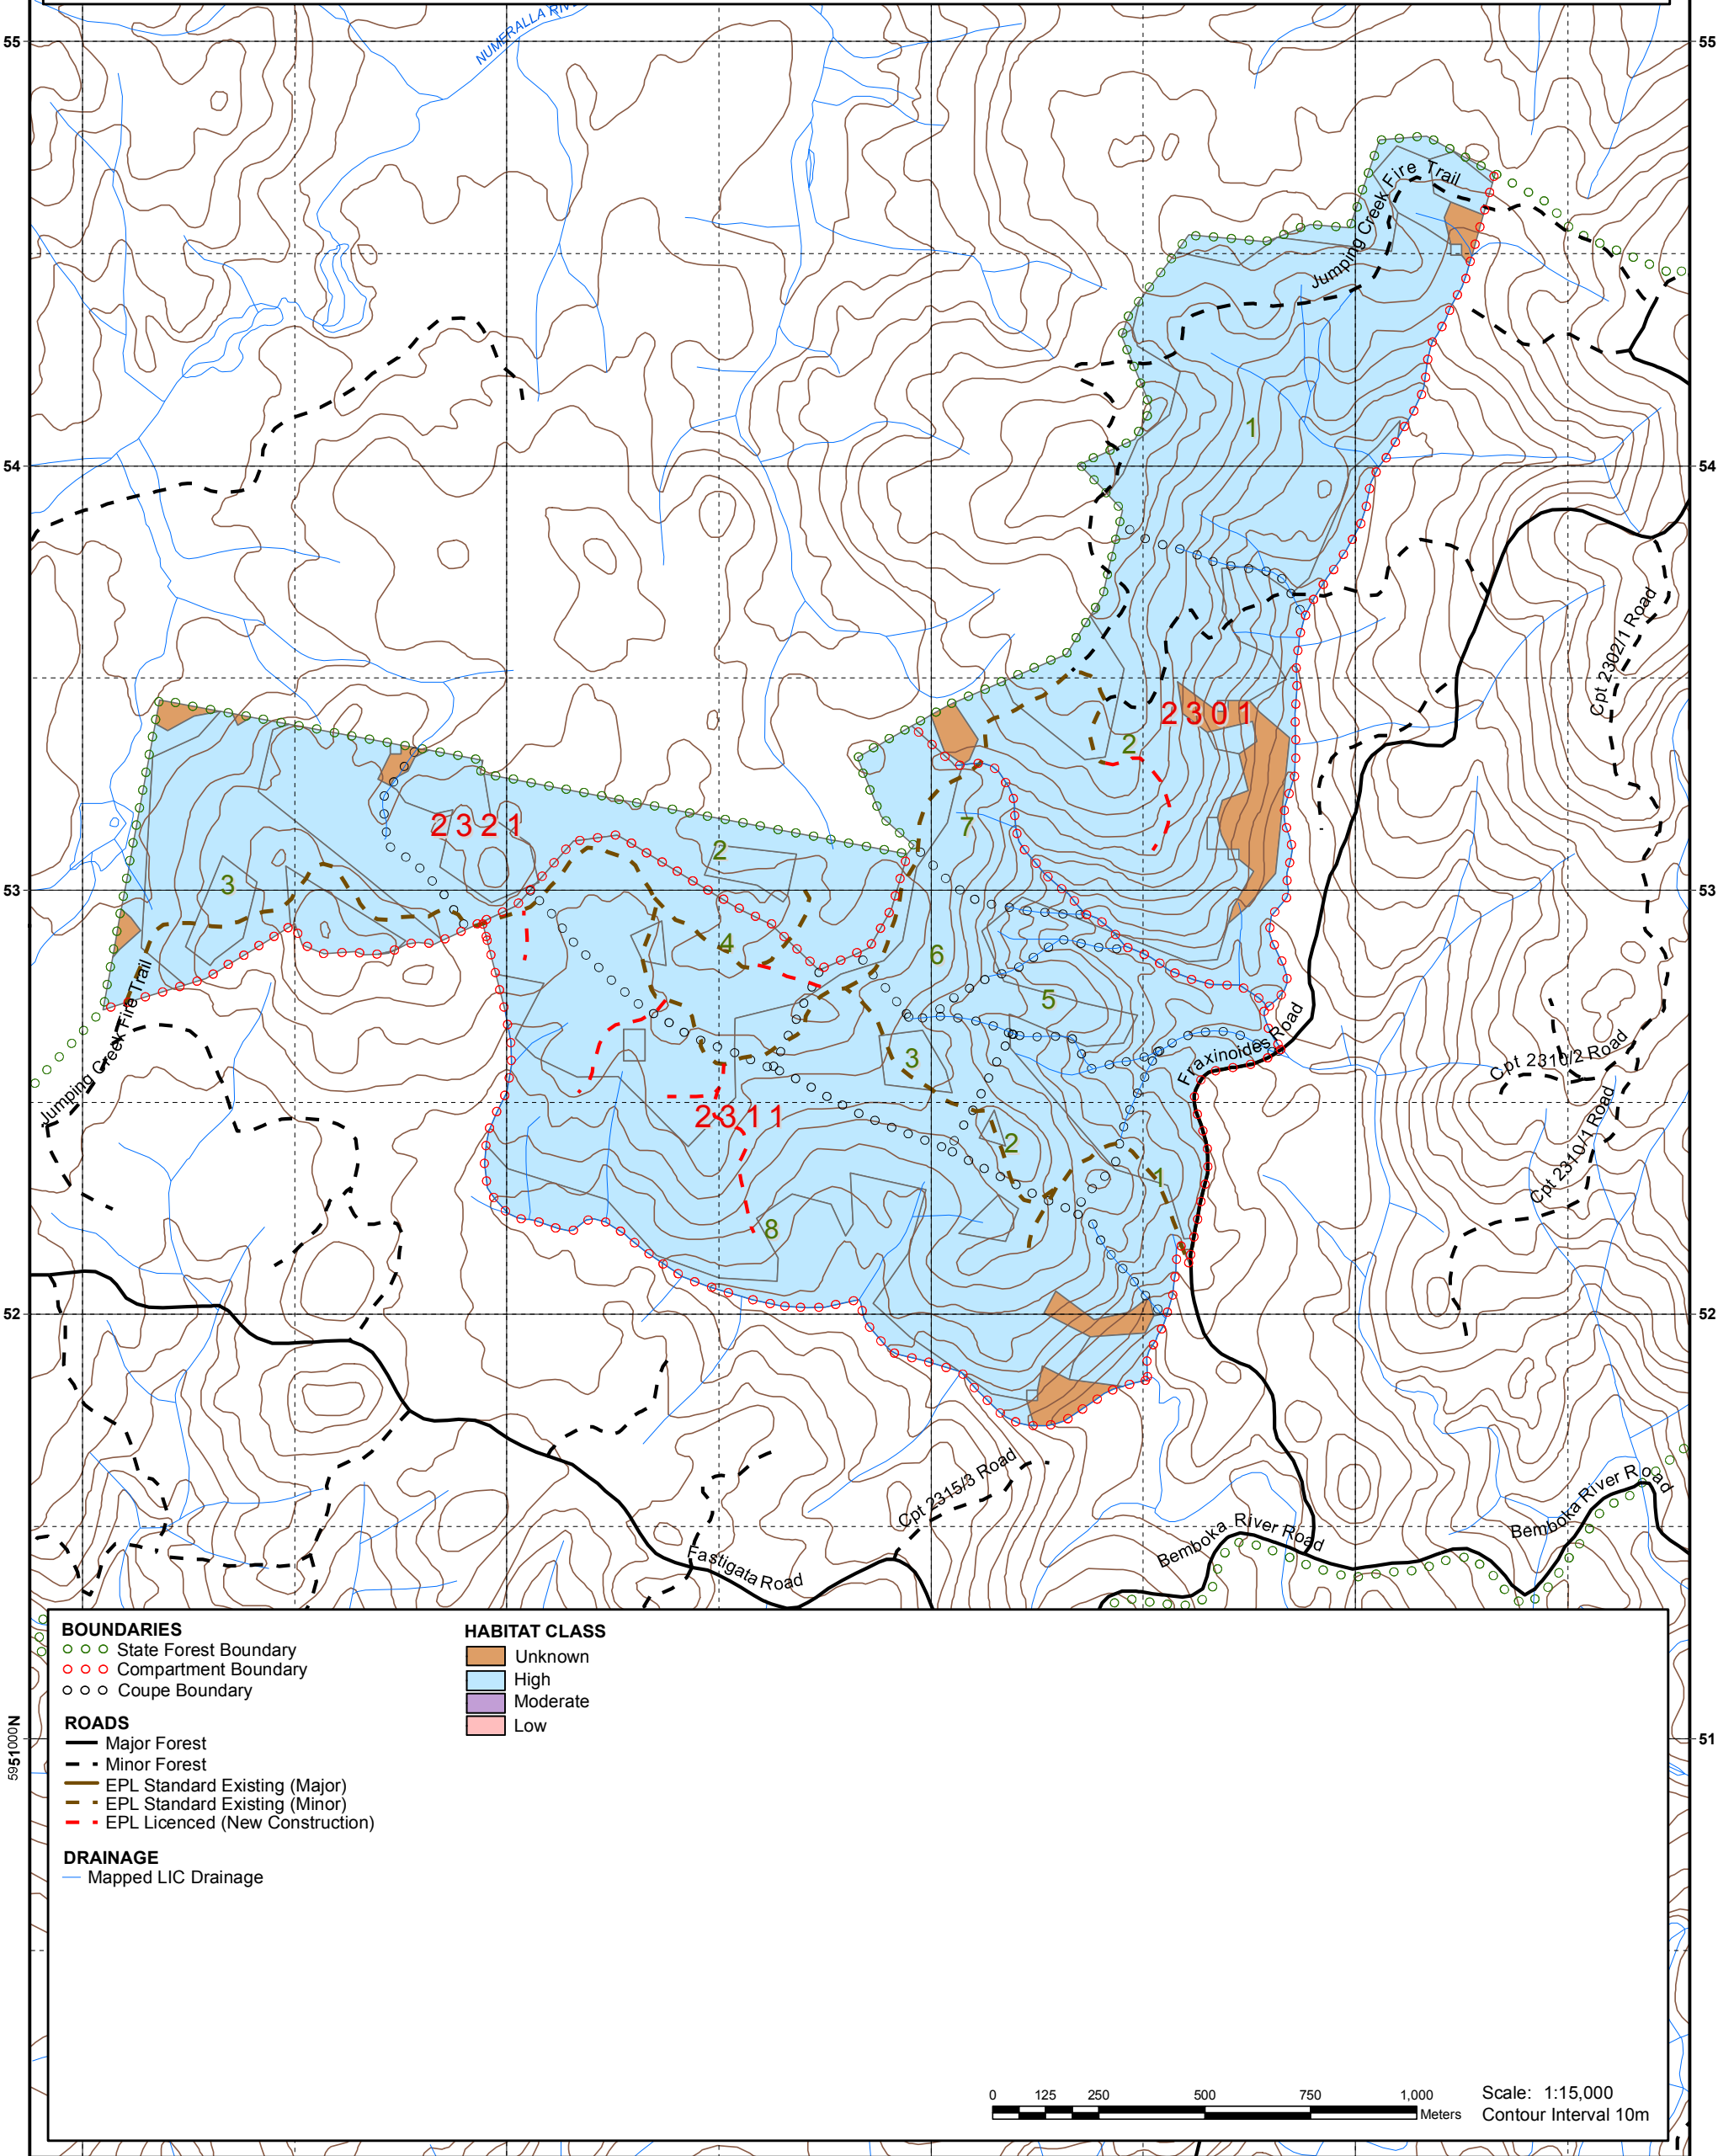 NUMERALLA
55
55
Jumping Creek Fire Trail
1
54
54
Cpt 2302/1 Road
2301
2
2321
7
2
3
53
53
4
6
5
Jumping Creek Fire Trail
Fraxinoides Road
3
Cpt 2310/2 Road
2311
2
Cpt 2310/1 Road
1
8
52
52
Cpt 2315/3 Road
Bemboka River Road
Bemboka River Road
Fastigata Road
BOUNDARIES
State Forest Boundary
Compartment Boundary
Coupe Boundary
ROADS
Major Forest
Minor Forest
EPL Standard Existing (Major)
EPL Standard Existing (Minor)
EPL Licenced (New Construction)
DRAINAGE
Mapped LIC Drainage
HABITAT CLASS
Unknown
High
Moderate
Low
5951000N
51
0 125 250 500 750 1,000
Meters
Scale: 1:15,000
Contour Interval 10m